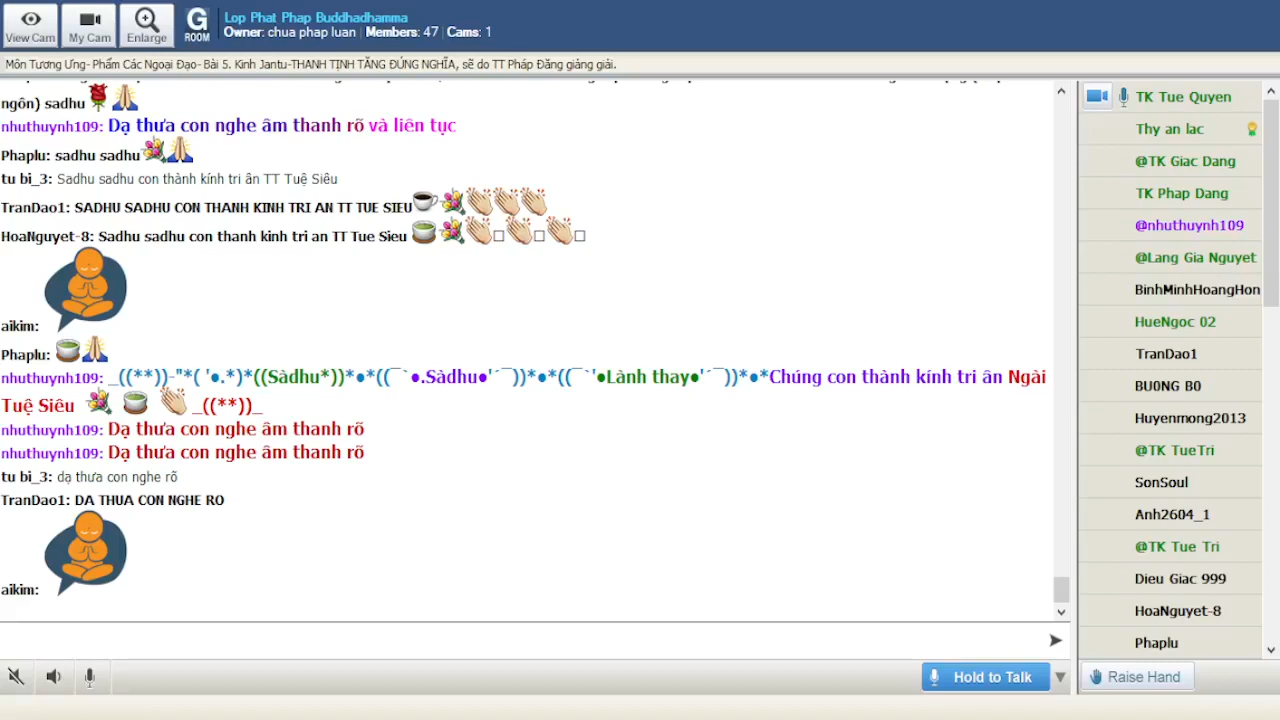 View Cam
My Cam
Enlarge
G
ROOM
Lop Phat Phap Buddhadhamma
Owner: chua phap luan | Members: 47 | Cams: 1
Môn Tương Ưng- Phẩm Các Ngoại Đạo- Bài 5. Kinh Jantu-THANH TỊNH TĂNG ĐÚNG NGHĨA, sẽ do TT Pháp Đăng giảng giải.
ngôn) sadhu
nhuthuynh109: Dạ thưa con nghe âm thanh rõ và liên tục
Phaplu: sadhu sadhu
tu bi_3: Sadhu sadhu con thành kính tri ân TT Tuệ Siêu
TranDao1: SADHU SADHU CON THANH KINH TRI AN TT TUE SIEU
HoaNguyet-8: Sadhu sadhu con thanh kinh tri an TT Tue Sieu
aikim:
Phaplu:
nhuthuynh109: _((**))-"*( '●.*)*((Sàdhu*))*●*((¯`●.Sàdhu●'´¯))*●*●*((¯`'●Lành thay●'´¯))*●*Chúng con thành kính tri ân Ngài
Tuệ Siêu _((**))_
nhuthuynh109: Dạ thưa con nghe âm thanh rõ
nhuthuynh109: Dạ thưa con nghe âm thanh rõ
tu bi_3: dạ thưa con nghe rõ
TranDao1: DA THUA CON NGHE RO
aikim:
Hold to Talk
TK Tue Quyen
Thy an lac
@TK Giac Dang
TK Phap Dang
@nhuthuynh109
@Lang Gia Nguyet
BinhMinhHoangHon
HueNgoc 02
TranDao1
BU0NG B0
Huyenmong2013
@TK TueTri
SonSoul
Anh2604_1
@TK Tue Tri
Dieu Giac 999
HoaNguyet-8
Phaplu
Raise Hand